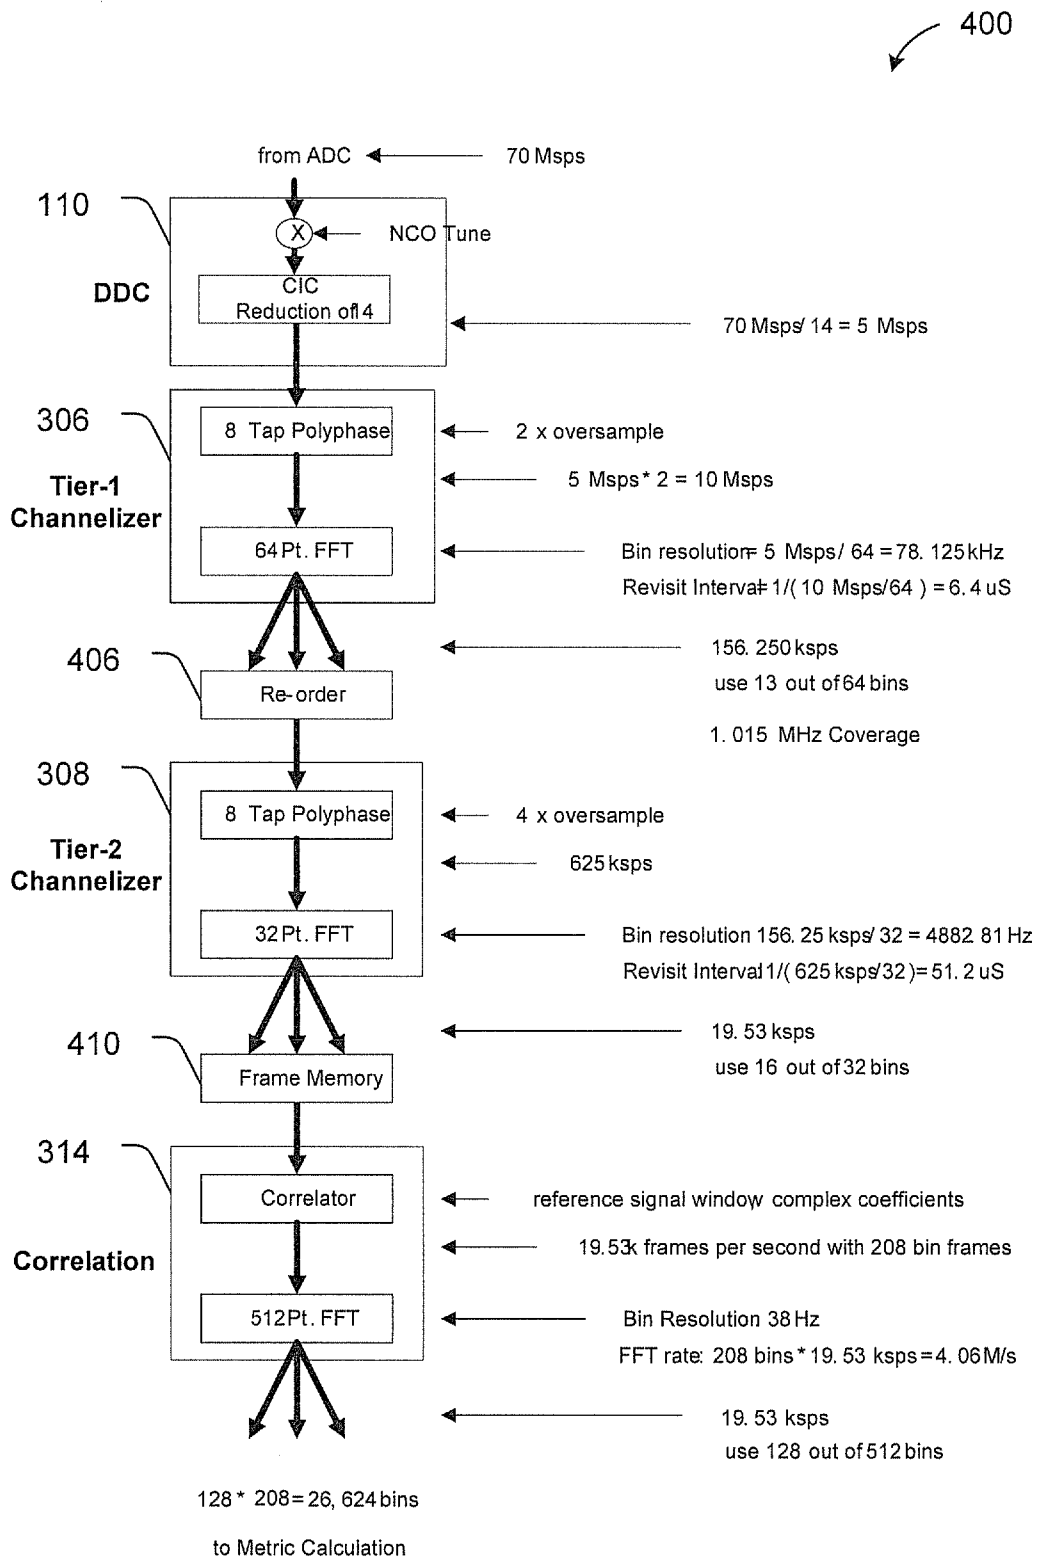 400
from ADC
70 Msps
110
X
NCO Tune
DDC
CIC
Reduction of 14
70 Msps/ 14 = 5 Msps
306
8 Tap Polyphase
2 x oversample
Tier-1
Channelizer
5 Msps * 2 = 10 Msps
64 Pt. FFT
Bin resolution= 5 Msps/ 64 = 78. 125 kHz
Revisit Interval= 1/( 10 Msps/64 ) = 6.4 uS
406
156. 250 ksps
use 13 out of 64 bins
Re-order
1. 015 MHz Coverage
308
8 Tap Polyphase
4 x oversample
Tier-2
Channelizer
625 ksps
32 Pt. FFT
Bin resolution 156. 25 ksps/ 32 = 4882. 81 Hz
Revisit Interval 1/( 625 ksps/32 )= 51.2 uS
410
19. 53 ksps
use 16 out of 32 bins
Frame Memory
314
Correlator
reference signal window complex coefficients
Correlation
19.53k frames per second with 208 bin frames
512 Pt. FFT
Bin Resolution 38 Hz
FFT rate: 208 bins * 19. 53 ksps = 4. 06 M/s
19. 53 ksps
use 128 out of 512 bins
128 * 208 = 26, 624 bins
to Metric Calculation